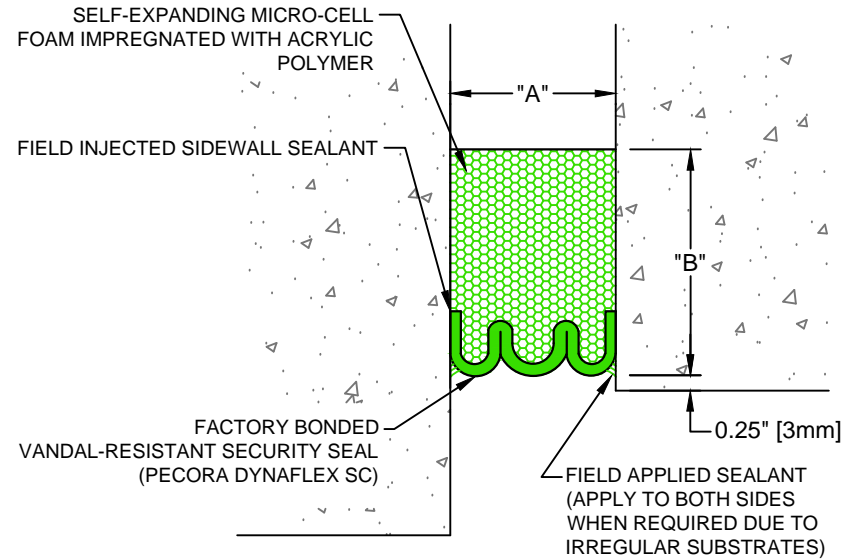 SELF-EXPANDING MICRO-CELL
FOAM IMPREGNATED WITH ACRYLIC
POLYMER
"A"
FIELD INJECTED SIDEWALL SEALANT
"B"
FACTORY BONDED
VANDAL-RESISTANT SECURITY SEAL
(PECORA DYNAFLEX SC)
0.25" [3mm]
FIELD APPLIED SEALANT
(APPLY TO BOTH SIDES
WHEN REQUIRED DUE TO
IRREGULAR SUBSTRATES)